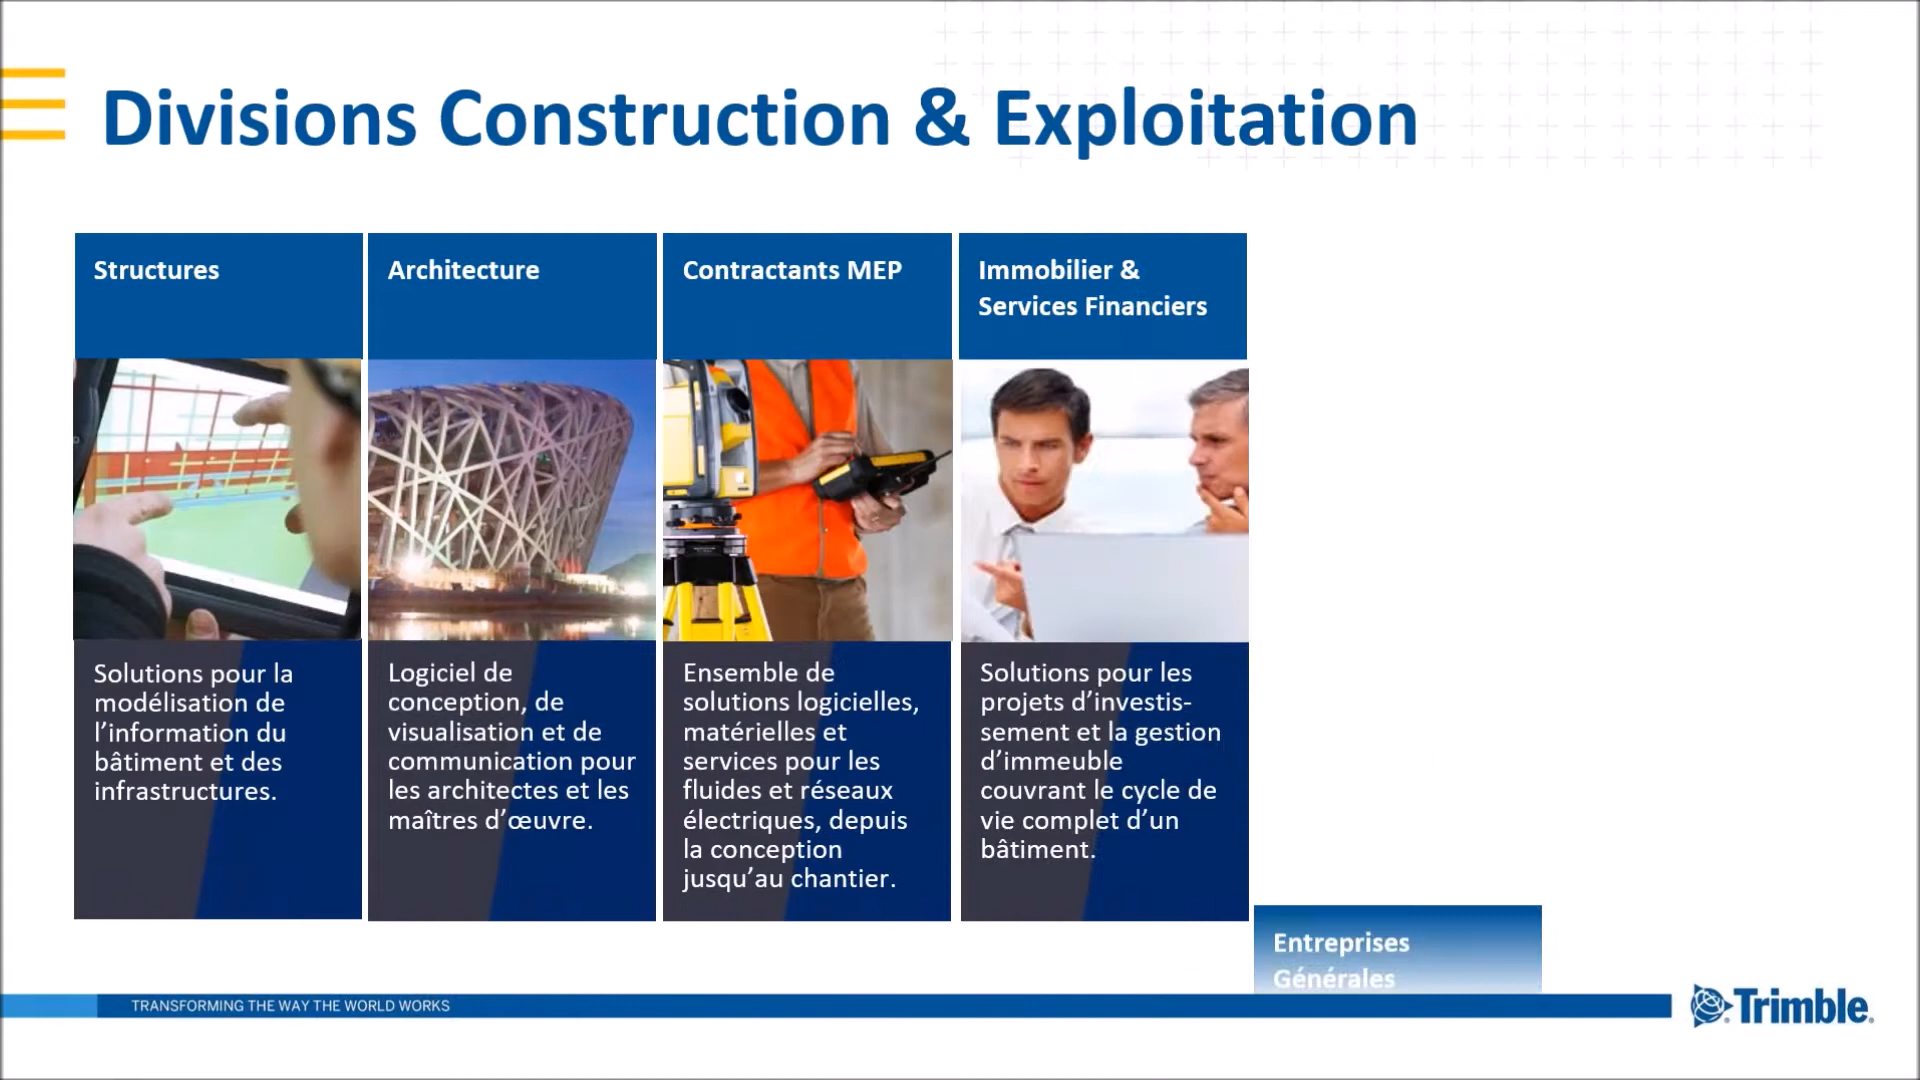 Divisions Construction & Exploitation
Structures
Solutions pour la
modélisation de
l’information du
bâtiment et des
infrastructures.
Architecture
Logiciel de
conception, de
visualisation et de
communication pour
les architectes et les
maîtres d’œuvre.
Contractants MEP
Ensemble de
solutions logicielles,
matérielles et
services pour les
fluides et réseaux
électriques, depuis
la conception
jusqu’au chantier.
Immobilier &
Services Financiers
Solutions pour les
projets d’investis-
sement et la gestion
d’immeuble
couvrant le cycle de
vie complet d’un
bâtiment.
Entreprises
Générales
TRANSFORMING THE WAY THE WORLD WORKS
Trimble